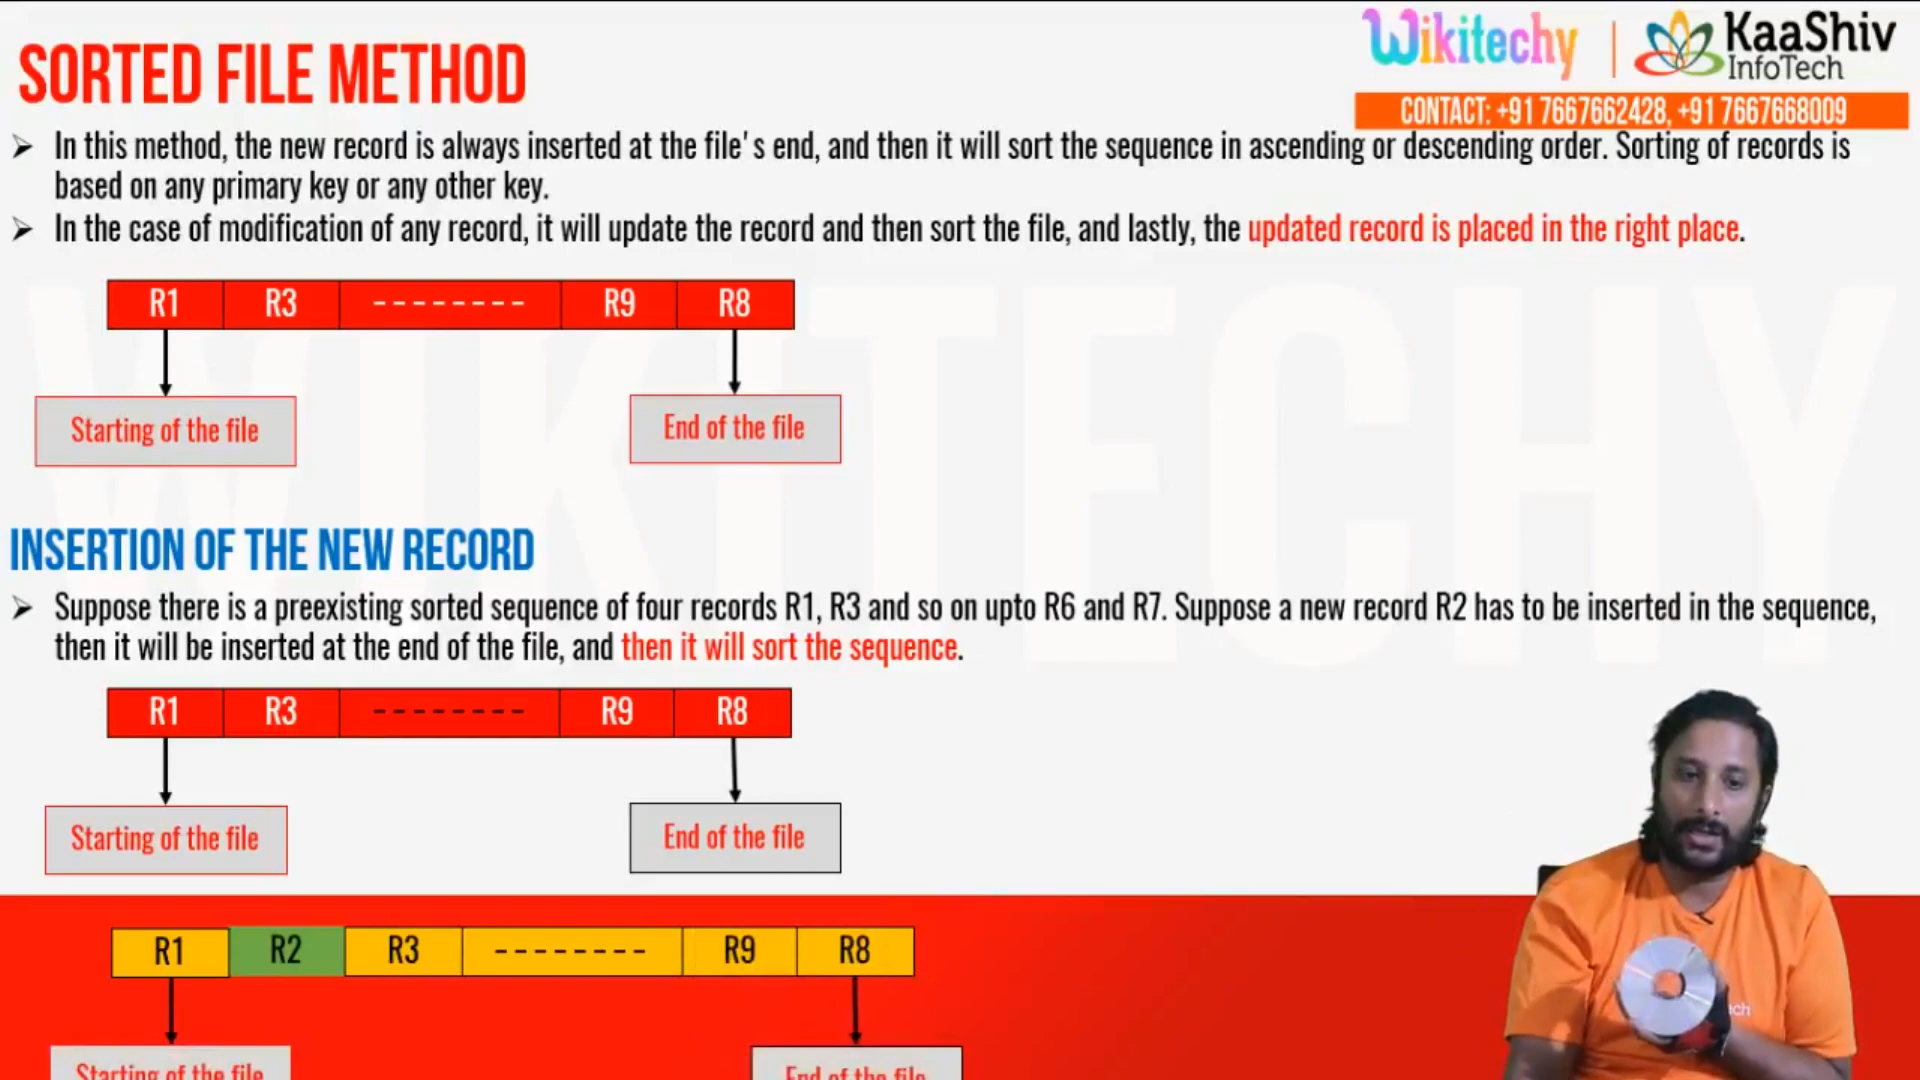 Wikitechy
KaaShiv
InfoTech
CONTACT: +91 7667662428, +91 7667668009
SORTED FILE METHOD
In this method, the new record is always inserted at the file's end, and then it will sort the sequence in ascending or descending order. Sorting of records is
based on any primary key or any other key.
In the case of modification of any record, it will update the record and then sort the file, and lastly, the updated record is placed in the right place.
R1 R3 -------- R9 R8
Starting of the file End of the file
INSERTION OF THE NEW RECORD
Suppose there is a preexisting sorted sequence of four records R1, R3 and so on upto R6 and R7. Suppose a new record R2 has to be inserted in the sequence,
then it will be inserted at the end of the file, and then it will sort the sequence.
R1 R3 -------- R9 R8
Starting of the file End of the file
R1 R2 R3 -------- R9 R8
Starting of the file End of the file
WIKITECHY